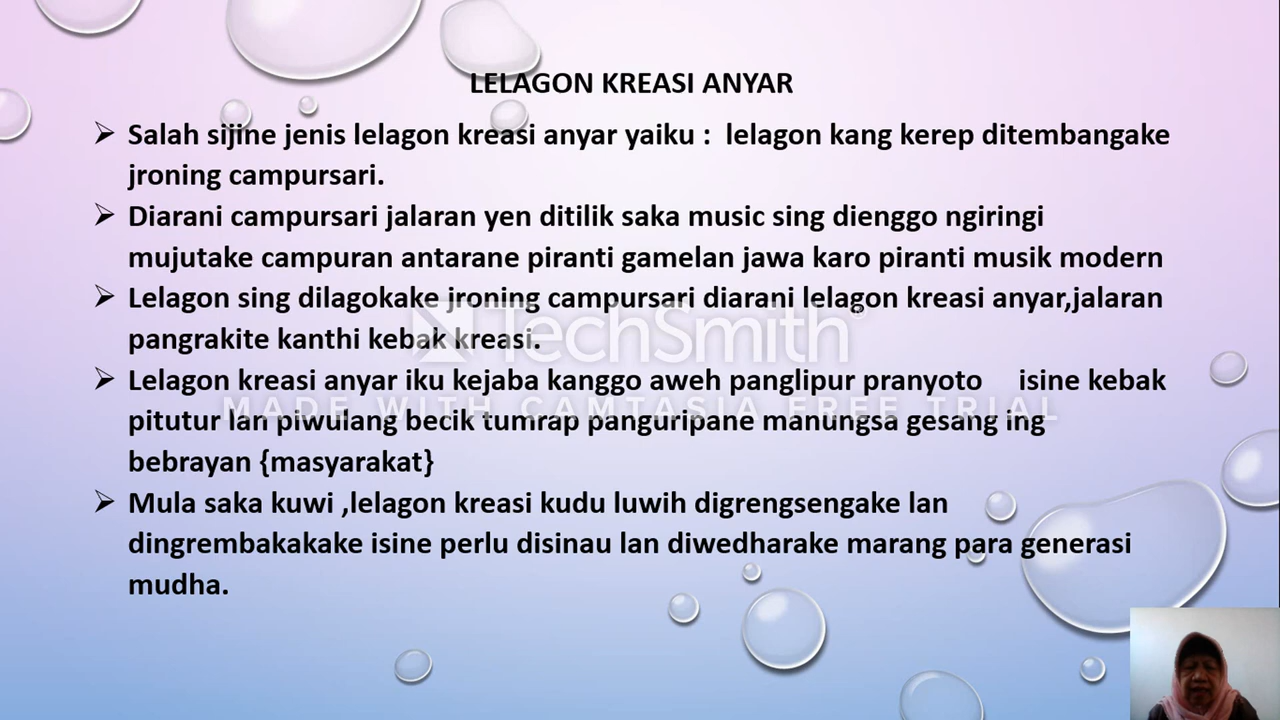 LELAGON KREASI ANYAR
➢ Salah sijine jenis lelagon kreasi anyar yaiku :  lelagon kang kerep ditembangake
jroning campursari.
➢ Diarani campursari jalaran yen ditilik saka music sing dienggo ngiringi
mujutake campuran antarane piranti gamelan jawa karo piranti musik modern
➢ Lelagon sing dilagokake jroning campursari diarani lelagon kreasi anyar,jalaran
pangrakite kanthi kebak kreasi.
➢ Lelagon kreasi anyar iku kejaba kanggo aweh panglipur pranyoto    isine kebak
pitutur lan piwulang becik tumrap panguripane manungsa gesang ing
bebrayan {masyarakat}
➢ Mula saka kuwi ,lelagon kreasi kudu luwih digrengsengake lan
dingrembakakake isine perlu disinau lan diwedharake marang para generasi
mudha.
TechSmith®
MADE WITH CAMTASIA FREE TRIAL